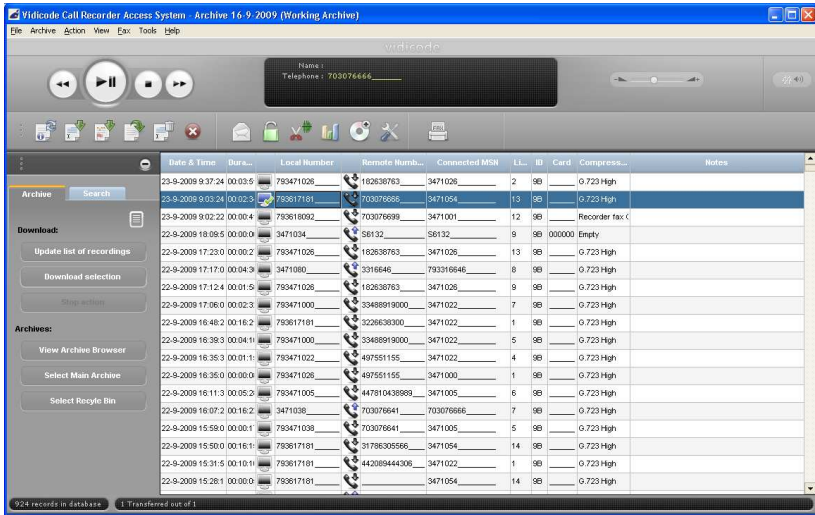 Vidicode Call Recorder Access System - Archive 16-9-2009 (Working Archive)
File Archive Action View Fax Tools Help
vidicode
Name :
Telephone : 703076666______
Date & Time Dura... Local Number Remote Numb... Connected MSN Li... ID Card Compress... Notes
Archive Search
Download:
Update list of recordings
Download selection
Stop action
Archives:
View Archive Browser
Select Main Archive
Select Recyle Bin
23-9-2009 9:37:24 00:03:5 793471026 182638763 3471026 2 9B G.723 High
23-9-2009 9:03:24 00:02:3 793617181 703076666 3471054 13 9B G.723 High
23-9-2009 9:02:22 00:00:4 793618092 703076699 3471001 12 9B Recorder fax (
22-9-2009 18:09:5 00:00:0 3471034 S6132 S6132 9 9B 000000 Empty
22-9-2009 17:23:0 00:00:2 793471026 182638763 3471026 13 9B G.723 High
22-9-2009 17:17:0 00:04:3 3471080 3316646 793316646 8 9B G.723 High
22-9-2009 17:12:4 00:01:5 793471026 182638763 3471026 9 9B G.723 High
22-9-2009 17:06:0 00:02:3 793471000 33488919000 3471022 7 9B G.723 High
22-9-2009 16:48:2 00:16:2 793617181 3226638300 3471022 1 9B G.723 High
22-9-2009 16:39:3 00:04:1 793471000 33488919000 3471022 5 9B G.723 High
22-9-2009 16:35:3 00:01:1 793471022 497551155 3471022 4 9B G.723 High
22-9-2009 16:35:0 00:00:0 793471026 497551155 3471000 1 9B G.723 High
22-9-2009 16:11:3 00:05:2 793471005 447810438989 3471005 6 9B G.723 High
22-9-2009 16:07:2 00:16:2 3471038 703076641 703076666 7 9B G.723 High
22-9-2009 15:59:0 00:00:1 793471038 703076641 3471005 5 9B G.723 High
22-9-2009 15:50:0 00:16:1 793617181 31786305566 3471054 14 9B G.723 High
22-9-2009 15:31:5 00:10:1 793617181 442089444306 3471022 1 9B G.723 High
22-9-2009 15:28:1 00:00:0 793617181 3471054 14 9B G.723 High
924 records in database 1 Transferred out of 1